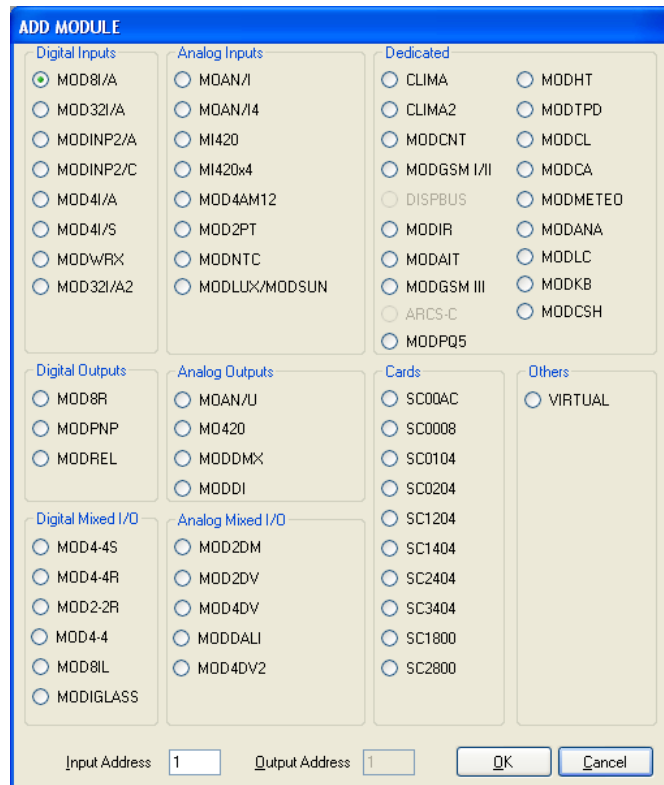 ADD MODULE
Digital Inputs
MOD8I/A
MOD32I/A
MODINP2/A
MODINP2/C
MOD4I/A
MOD4I/S
MODWRX
MOD32I/A2
Analog Inputs
MOAN/I
MOAN/I4
MI420
MI420x4
MOD4AM12
MOD2PT
MODNTC
MODLUX/MODSUN
Dedicated
CLIMA
CLIMA2
MODCNT
MODGSM I/II
DISPBUS
MODIR
MODAIT
MODGSM III
ARCS-C
MODPQ5
MODHT
MODTPD
MODCL
MODCA
MODMETEO
MODANA
MODLC
MODKB
MODCSH
Digital Outputs
MOD8R
MODPNP
MODREL
Analog Outputs
MOAN/U
MO420
MODDMX
MODDI
Cards
SC00AC
SC0008
SC0104
SC0204
SC1204
SC1404
SC2404
SC3404
SC1800
SC2800
Others
VIRTUAL
Digital Mixed I/O
MOD4-4S
MOD4-4R
MOD2-2R
MOD4-4
MOD8IL
MODIGLASS
Analog Mixed I/O
MOD2DM
MOD2DV
MOD4DV
MODDALI
MOD4DV2
Input Address 1 Output Address 1 OK Cancel